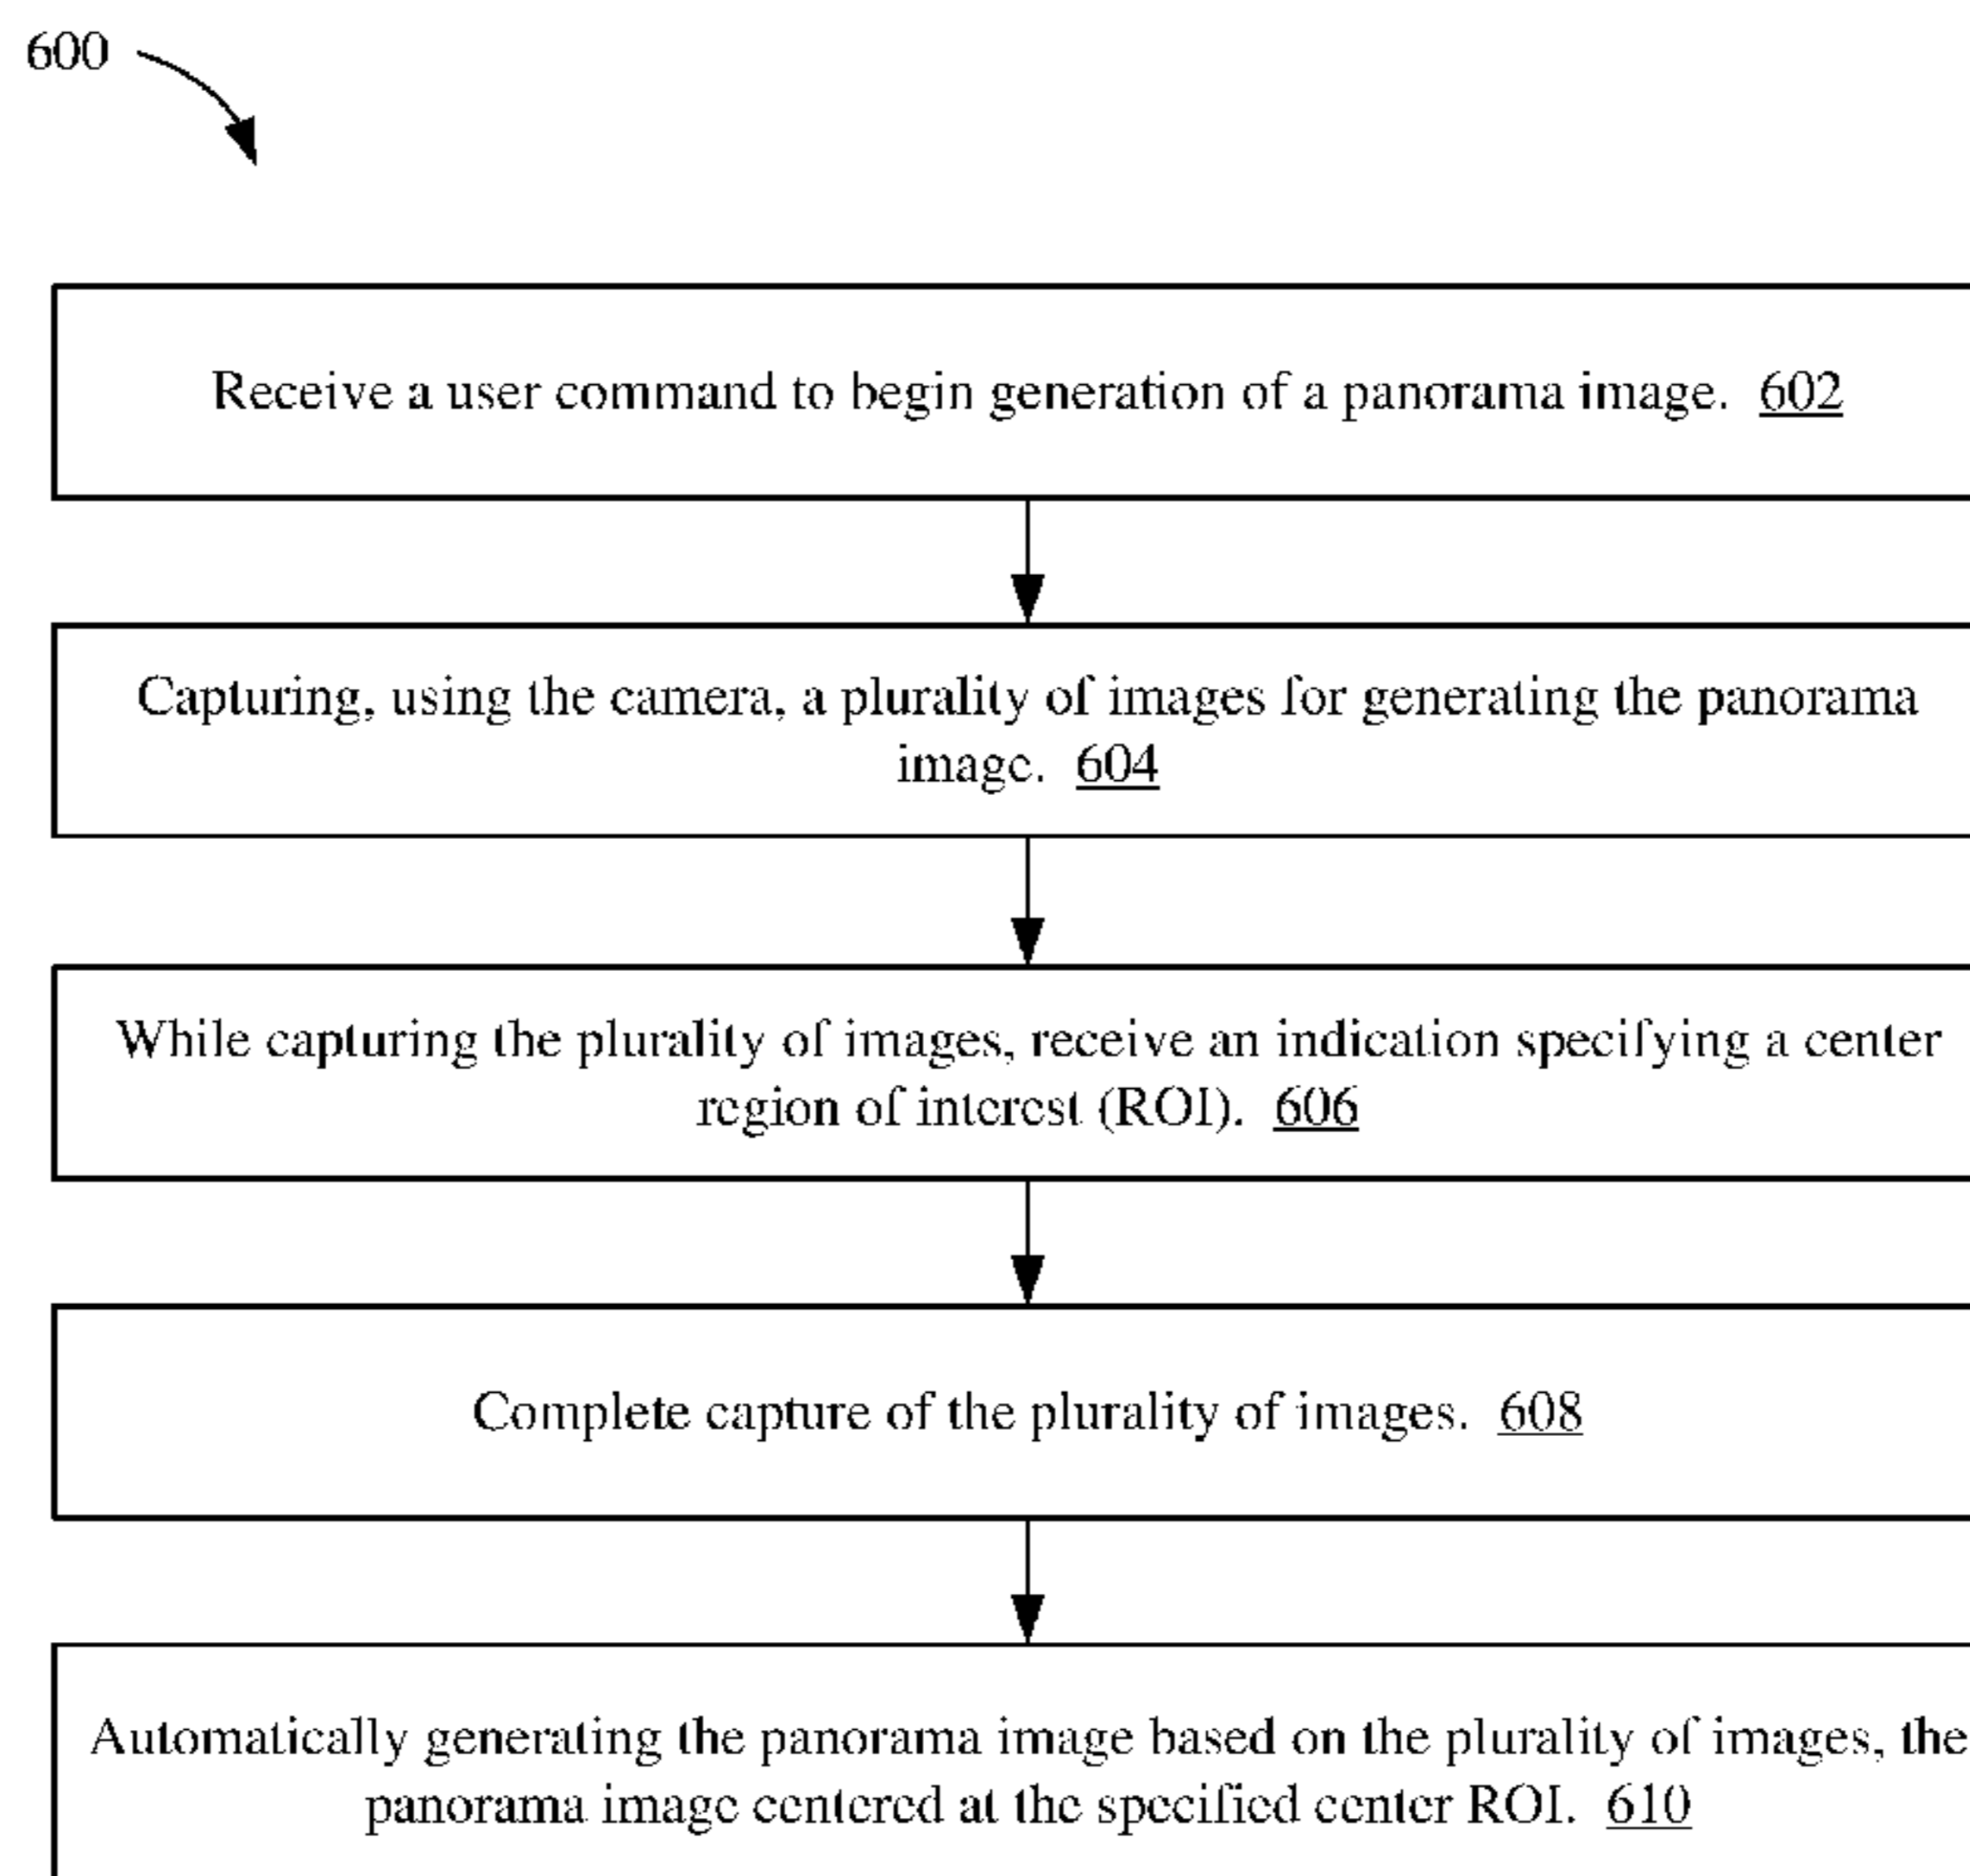 600
Receive a user command to begin generation of a panorama image. 602
Capturing, using the camera, a plurality of images for generating the panorama
image. 604
While capturing the plurality of images, receive an indication specifying a center
region of interest (ROI). 606
Complete capture of the plurality of images. 608
Automatically generating the panorama image based on the plurality of images, the
panorama image centered at the specified center ROI. 610